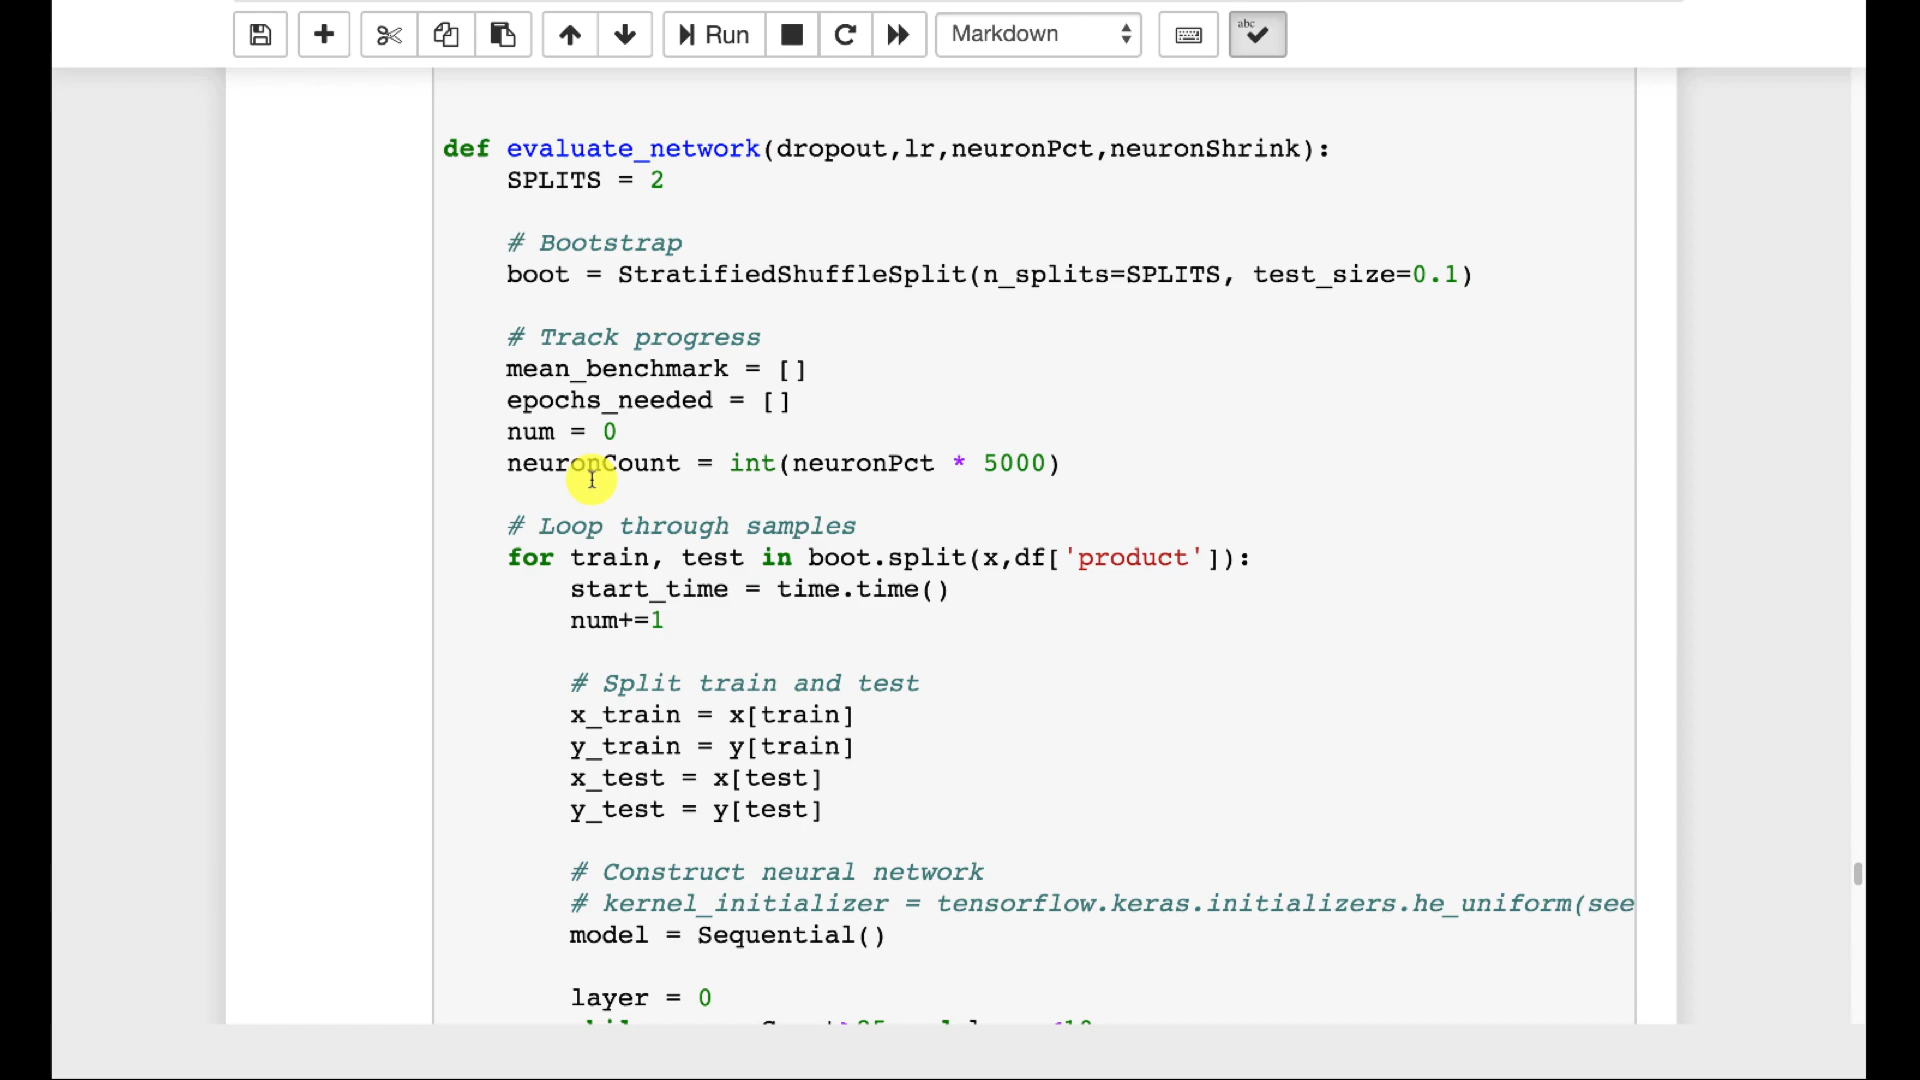 Run Markdown abc
def evaluate_network(dropout,lr,neuronPct,neuronShrink):
SPLITS = 2
# Bootstrap
boot = StratifiedShuffleSplit(n_splits=SPLITS, test_size=0.1)
# Track progress
mean_benchmark = []
epochs_needed = []
num = 0
neuronCount = int(neuronPct * 5000)
# Loop through samples
for train, test in boot.split(x,df['product']):
start_time = time.time()
num+=1
# Split train and test
x_train = x[train]
y_train = y[train]
x_test = x[test]
y_test = y[test]
# Construct neural network
# kernel_initializer = tensorflow.keras.initializers.he_uniform(see
model = Sequential()
layer = 0